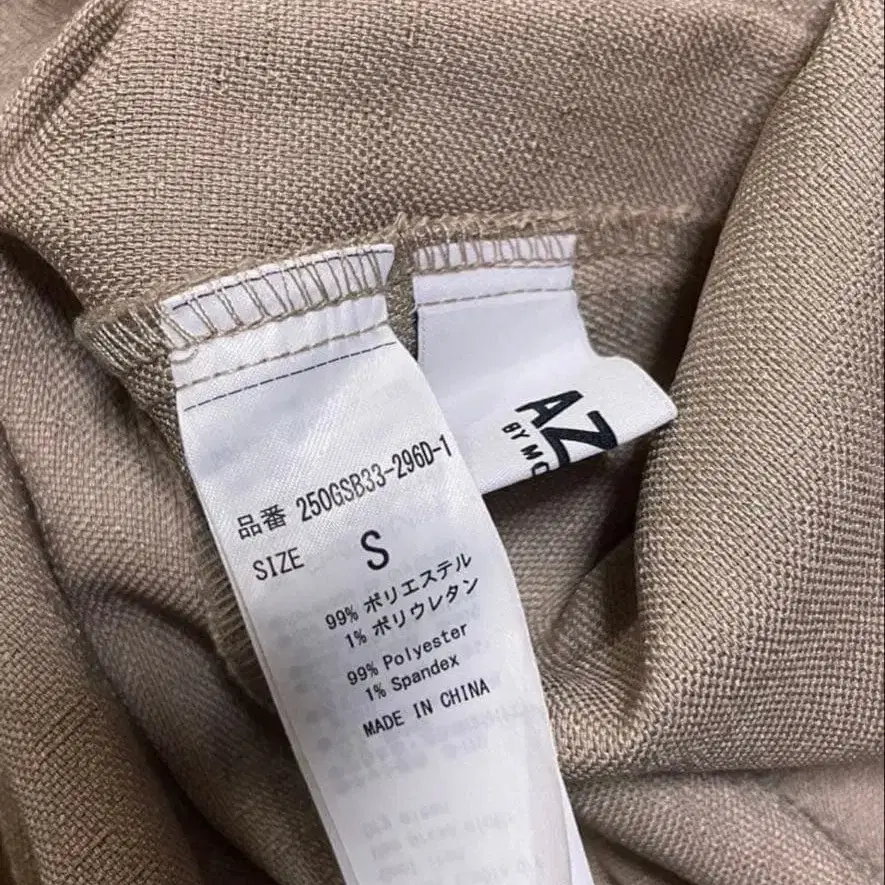 品番 250GSB33-296D-1
SIZE S
99% ポリエステル
1% ポリウレタン
99% Polyester
1% Spandex
MADE IN CHINA
AZ
BY MO